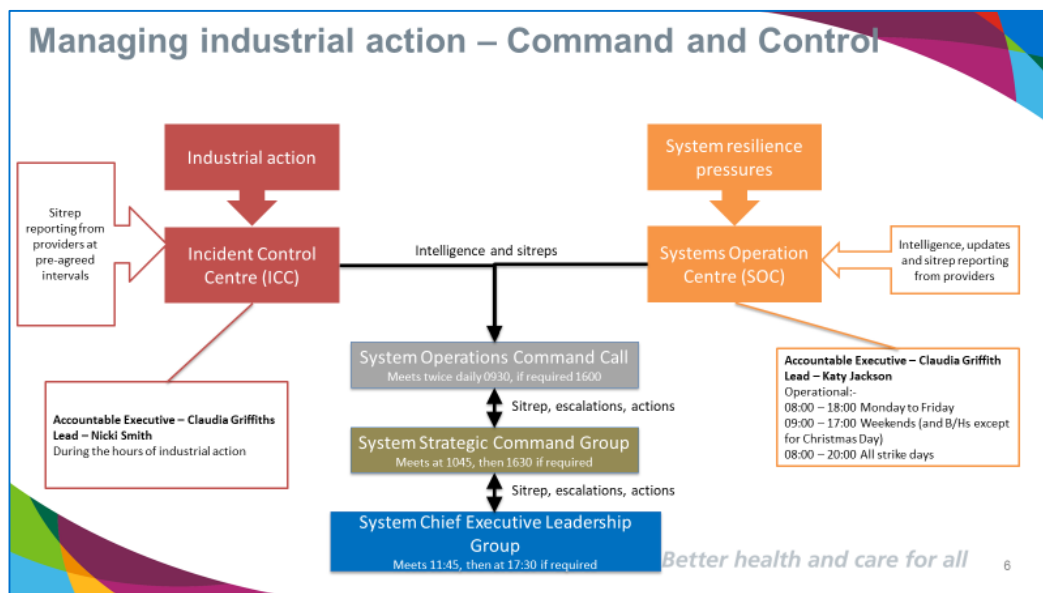 Managing industrial action – Command and Control
Industrial action
System resilience
pressures
Sitrep
reporting from
providers at
pre-agreed
intervals
Incident Control
Centre (ICC)
Intelligence and sitreps
Systems Operation
Centre (SOC)
Intelligence, updates
and sitrep reporting
from providers
System Operations Command Call
Meets twice daily 0930, if required 1600
Accountable Executive – Claudia Griffiths
Lead – Nicki Smith
During the hours of industrial action
Accountable Executive – Claudia Griffith
Lead – Katy Jackson
Operational:-
08:00 – 18:00 Monday to Friday
09:00 – 17:00 Weekends (and B/Hs except
for Christmas Day)
08:00 – 20:00 All strike days
Sitrep, escalations, actions
System Strategic Command Group
Meets at 1045, then 1630 if required
Sitrep, escalations, actions
System Chief Executive Leadership
Group
Meets 11:45, then at 17:30 if required
Better health and care for all
6